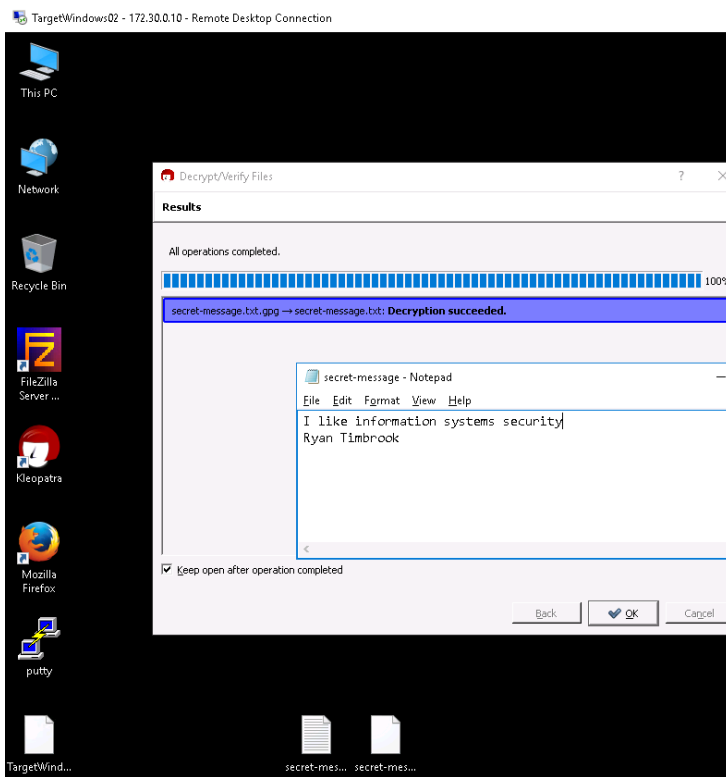 TargetWindows02 - 172.30.0.10 - Remote Desktop Connection
This PC
Network
Recycle Bin
FileZilla
Server ...
Kleopatra
Mozilla
Firefox
putty
TargetWind...
secret-mes...
secret-mes...
Decrypt/Verify Files
?
Results
All operations completed.
100%
secret-message.txt.gpg → secret-message.txt: Decryption succeeded.
secret-message - Notepad
File Edit Format View Help
I like information systems security
Ryan Timbrook
Keep open after operation completed
Back
OK
Cancel